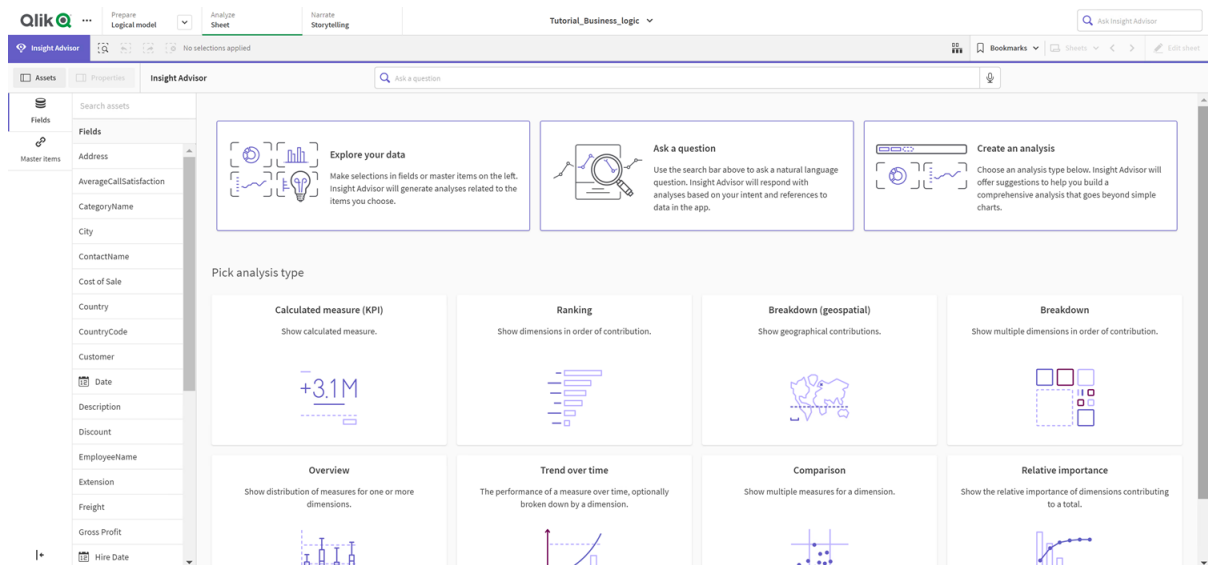 Qlik
Prepare
Logical model
Analyze
Sheet
Narrate
Storytelling
Tutorial_Business_logic
Ask Insight Advisor
Insight Advisor
No selections applied
Bookmarks
Sheets
Edit sheet
Assets
Properties
Insight Advisor
Ask a question
Fields
Master items
Search assets
Fields
Address
AverageCallSatisfaction
CategoryName
City
ContactName
Cost of Sale
Country
CountryCode
Customer
Date
Description
Discount
EmployeeName
Extension
Freight
Gross Profit
Hire Date
Explore your data
Make selections in fields or master items on the left.
Insight Advisor will generate analyses related to the
items you choose.
Ask a question
Use the search bar above to ask a natural language
question. Insight Advisor will respond with
analyses based on your intent and references to
data in the app.
Create an analysis
Choose an analysis type below. Insight Advisor will
offer suggestions to help you build a
comprehensive analysis that goes beyond simple
charts.
Pick analysis type
Calculated measure (KPI)
Show calculated measure.
+3.1M
Ranking
Show dimensions in order of contribution.
Breakdown (geospatial)
Show geographical contributions.
Breakdown
Show multiple dimensions in order of contribution.
Overview
Show distribution of measures for one or more
dimensions.
Trend over time
The performance of a measure over time, optionally
broken down by a dimension.
Comparison
Show multiple measures for a dimension.
Relative importance
Show the relative importance of dimensions contributing
to a total.